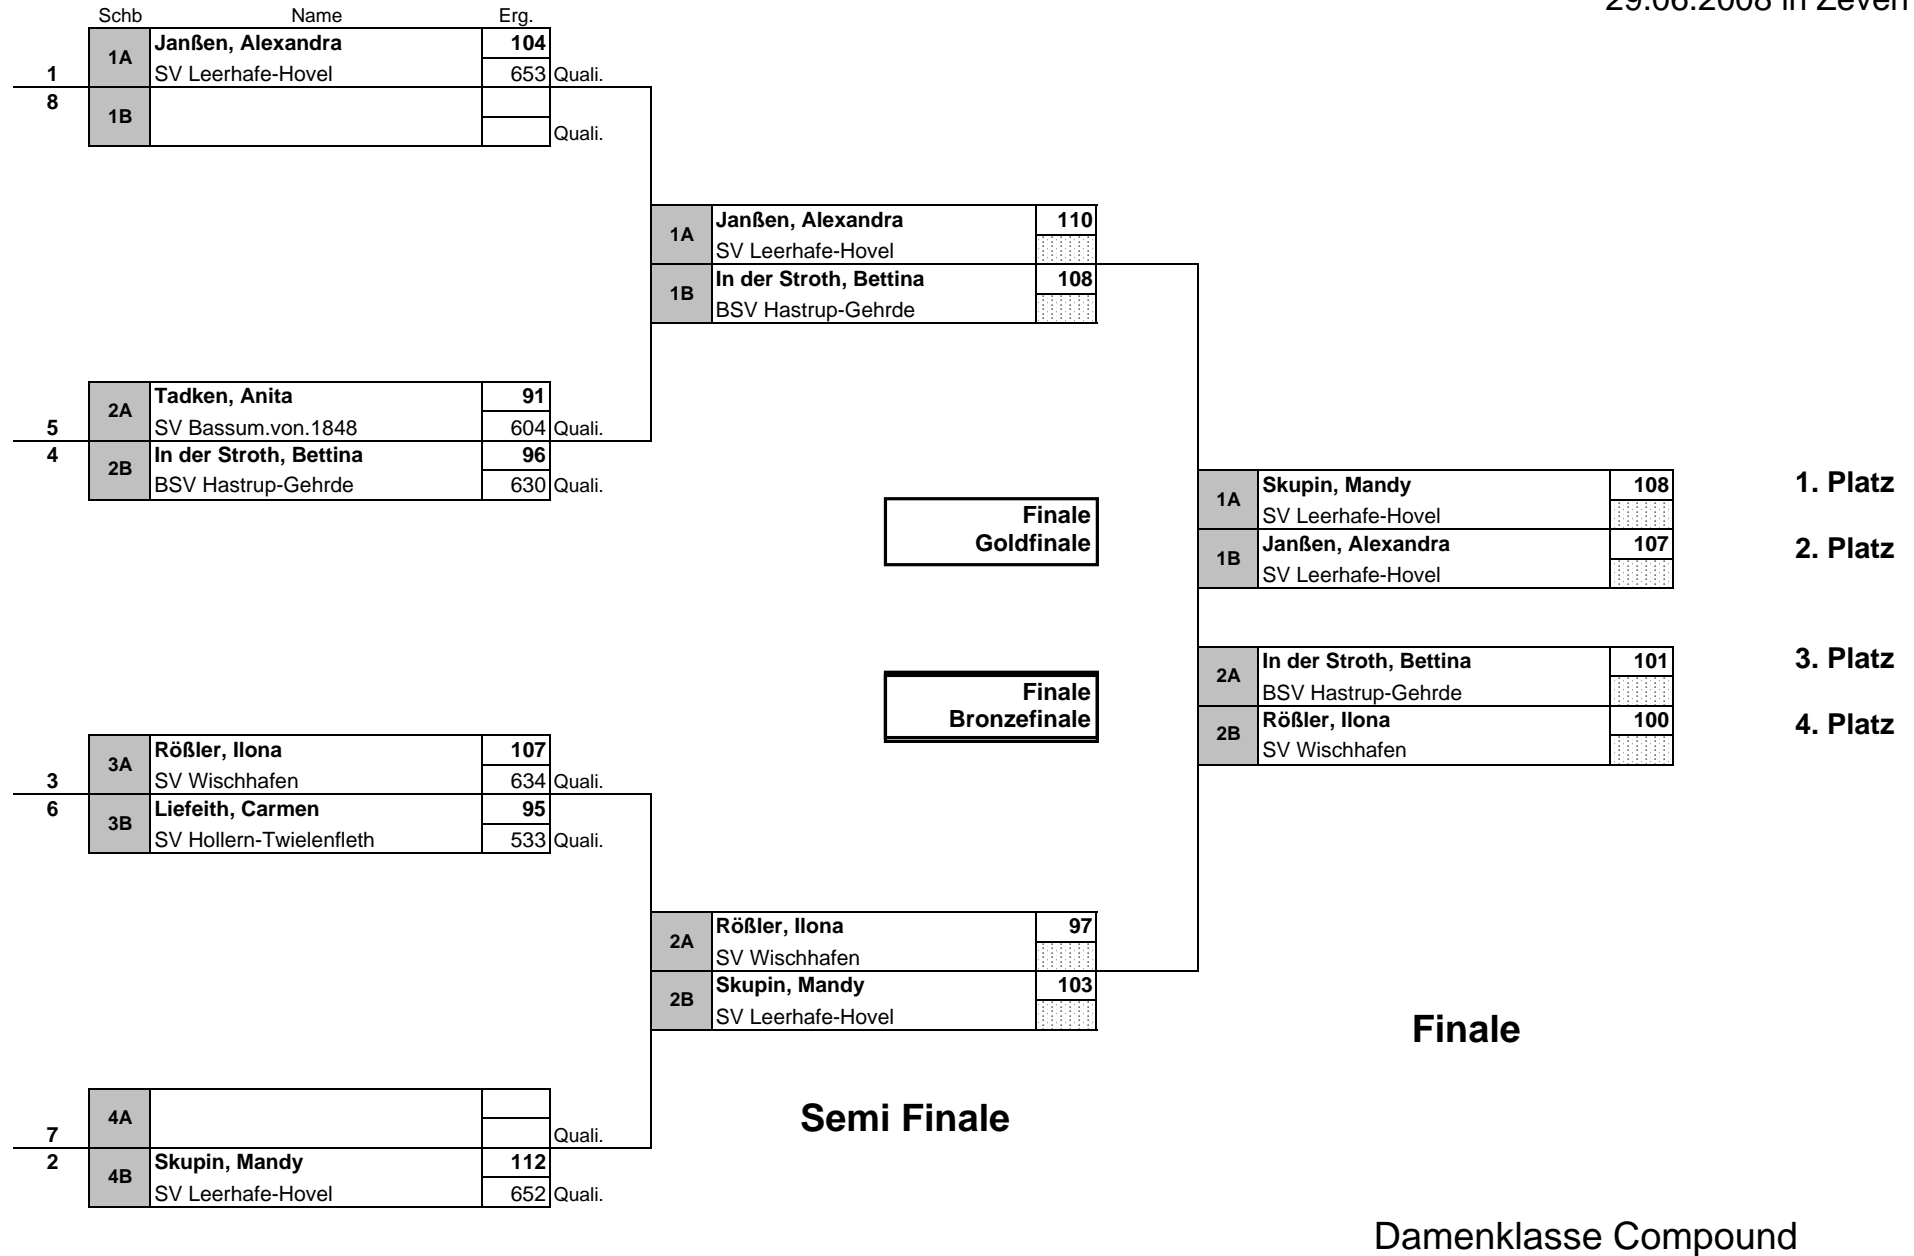 29.06.2008 in Zeven
Schb Name Erg.
1A Janßen, Alexandra 104
1 SV Leerhafe-Hovel 653 Quali.
8 1B
Quali.
1A Janßen, Alexandra 110
SV Leerhafe-Hovel
1B In der Stroth, Bettina 108
BSV Hastrup-Gehrde
2A Tadken, Anita 91
5 SV Bassum.von.1848 604 Quali.
4 2B In der Stroth, Bettina 96
BSV Hastrup-Gehrde 630 Quali.
1A Skupin, Mandy 108 1. Platz
SV Leerhafe-Hovel
Finale
Goldfinale
1B Janßen, Alexandra 107 2. Platz
SV Leerhafe-Hovel
2A In der Stroth, Bettina 101 3. Platz
BSV Hastrup-Gehrde
Finale
Bronzefinale
2B Rößler, Ilona 100 4. Platz
SV Wischhafen
3A Rößler, Ilona 107
3 SV Wischhafen 634 Quali.
6 3B Liefeith, Carmen 95
SV Hollern-Twielenfleth 533 Quali.
2A Rößler, Ilona 97
SV Wischhafen
2B Skupin, Mandy 103
SV Leerhafe-Hovel
Finale
Semi Finale
4A
7 Quali.
2 4B Skupin, Mandy 112
SV Leerhafe-Hovel 652 Quali.
Damenklasse Compound